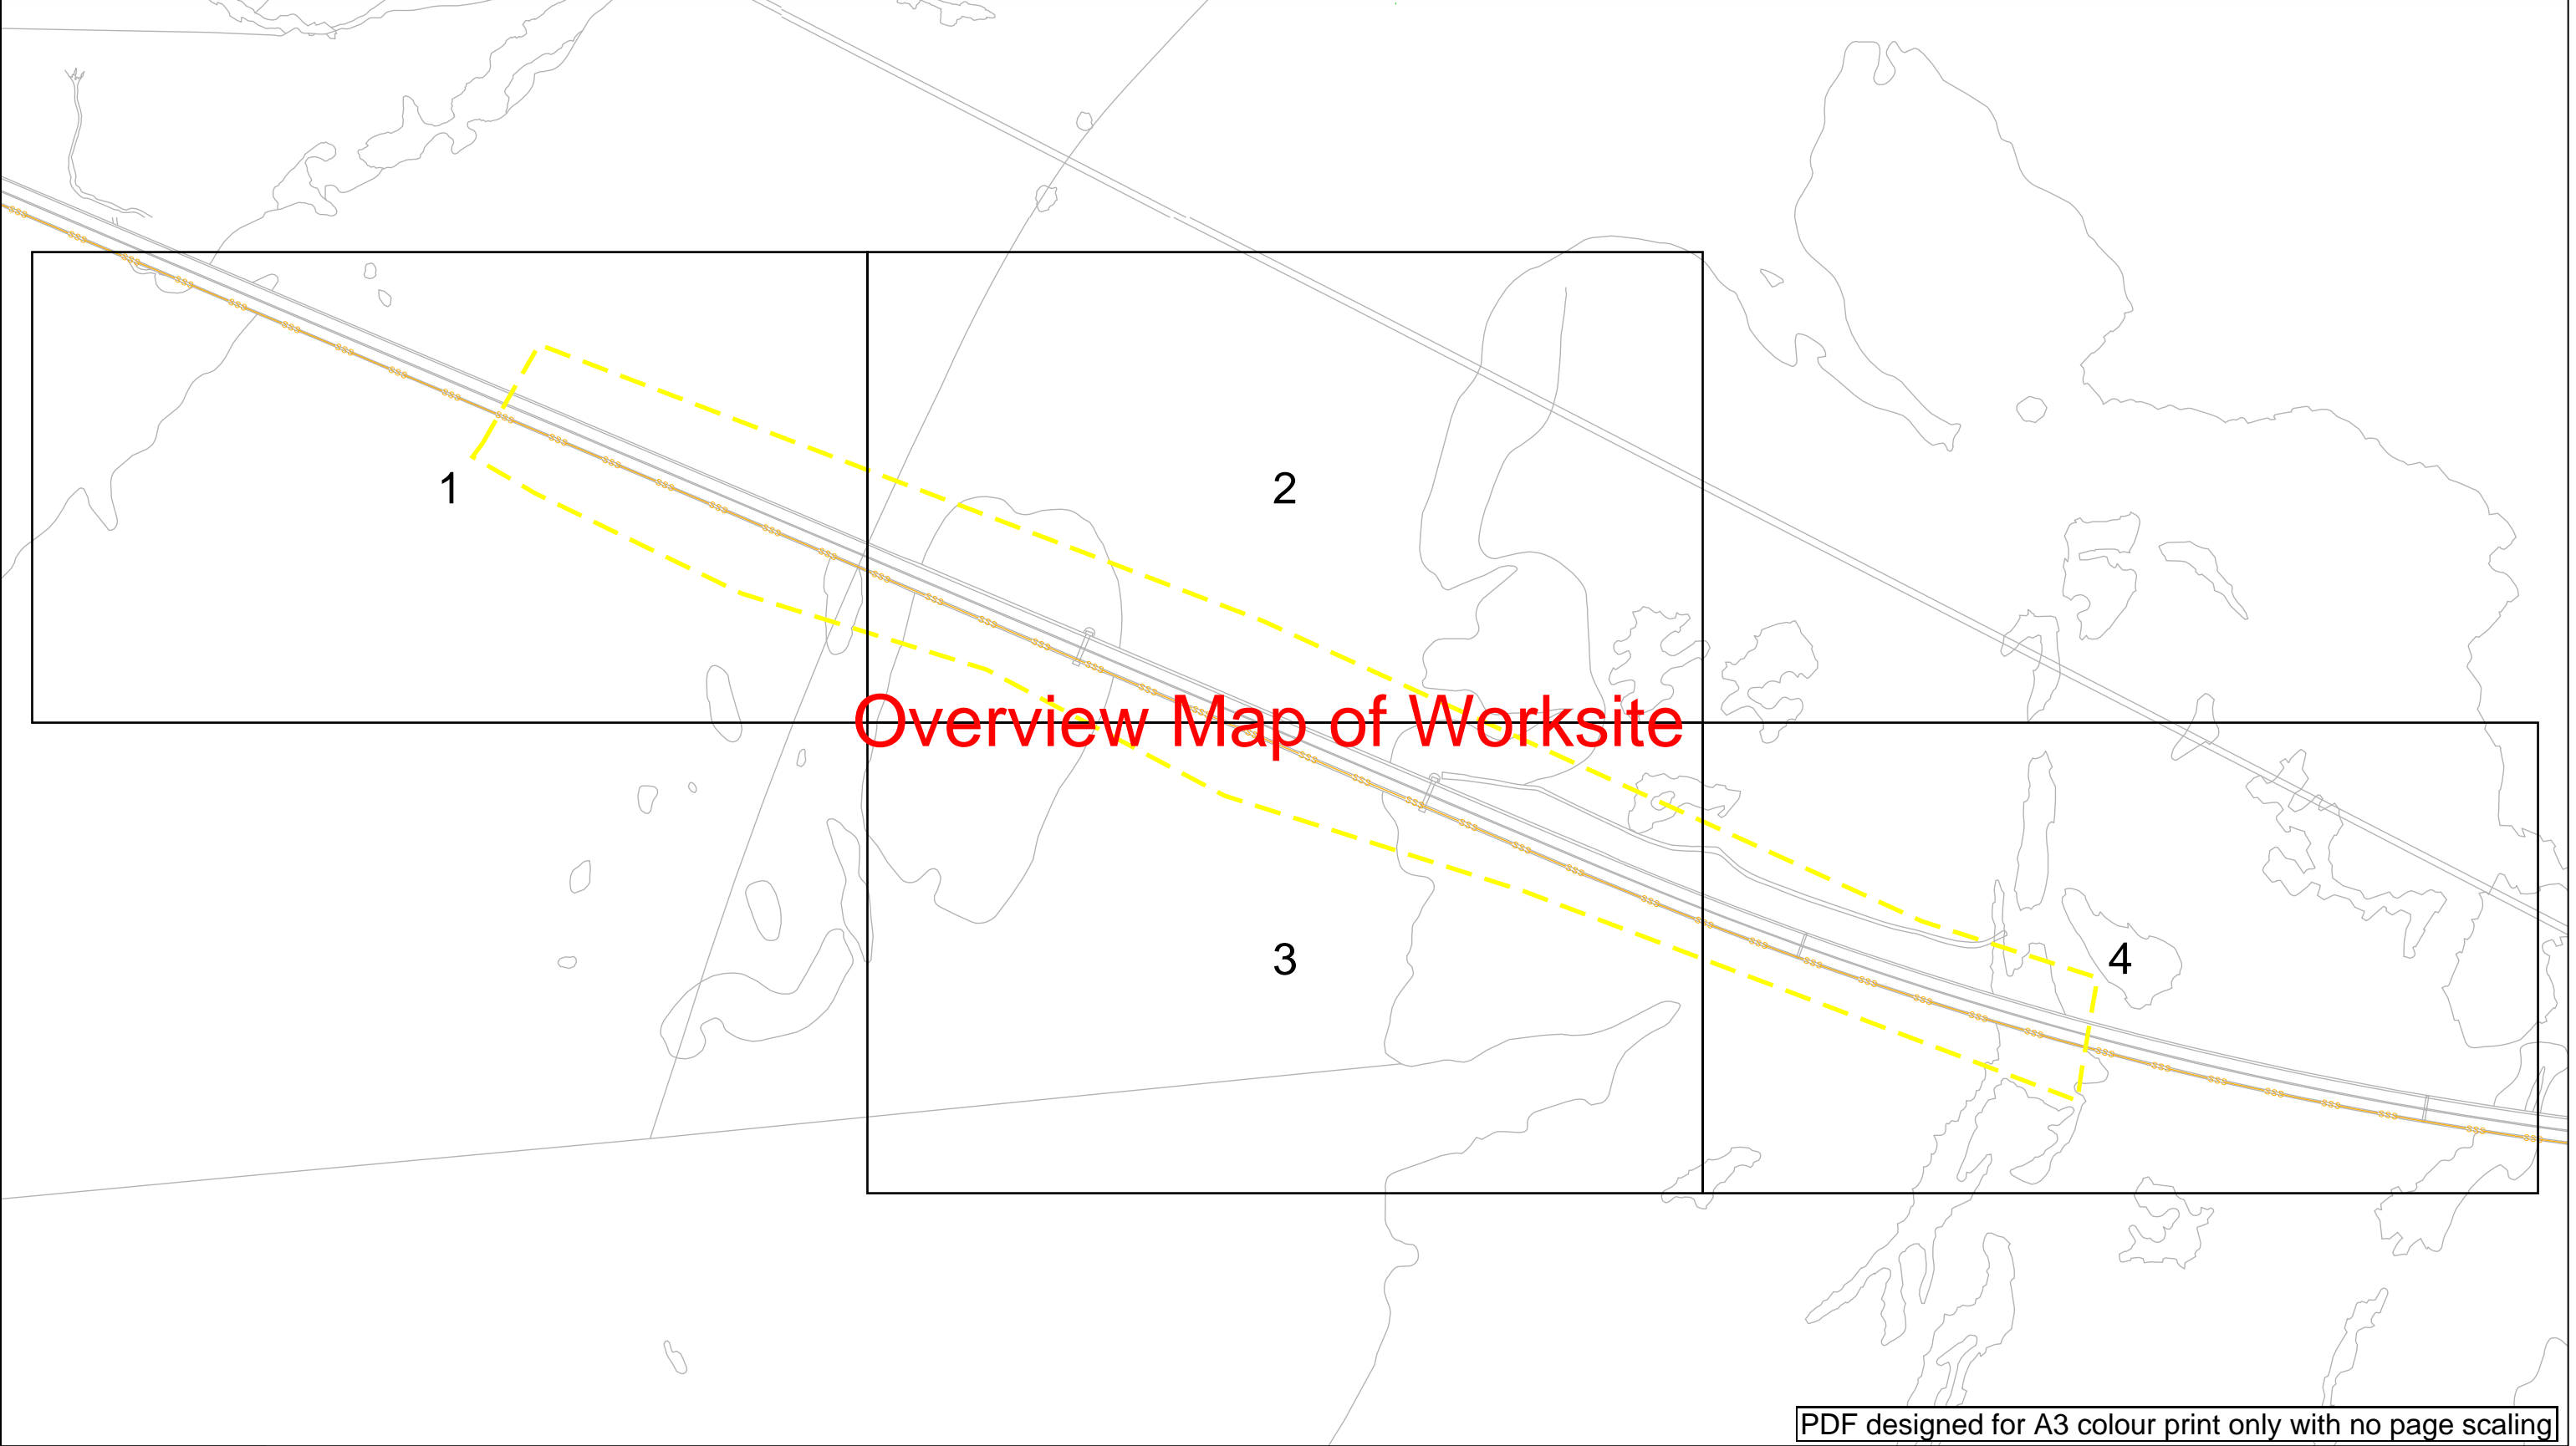 1
2
Overview Map of Worksite
3
4
PDF designed for A3 colour print only with no page scaling